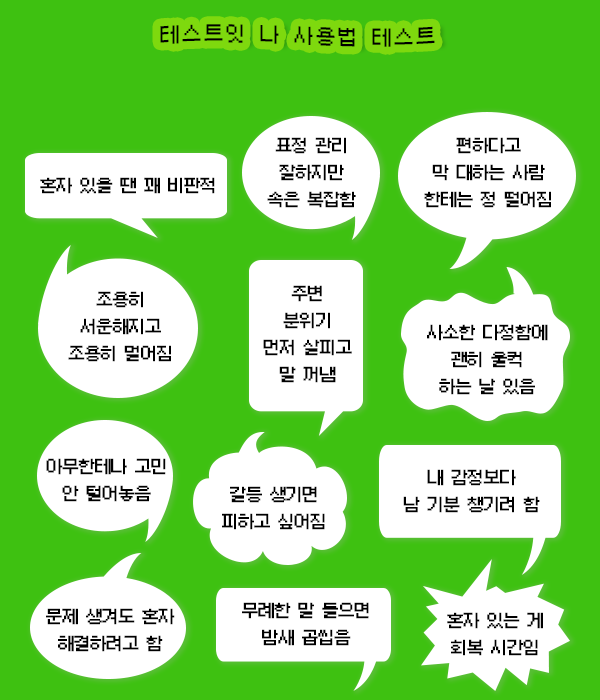 테스트잇 나 사용법 테스트
혼자 있을 땐 꽤 비판적
표정 관리
잘하지만
속은 복잡함
편하다고
막 대하는 사람
한테는 정 떨어짐
조용히
서운해지고
조용히 멀어짐
주변
분위기
먼저 살피고
말 꺼냄
사소한 다정함에
괜히 울컥
하는 날 있음
아무한테나 고민
안 털어놓음
갈등 생기면
피하고 싶어짐
내 감정보다
남 기분 챙기려 함
문제 생겨도 혼자
해결하려고 함
무례한 말 들으면
밤새 곱씹음
혼자 있는 게
회복 시간임